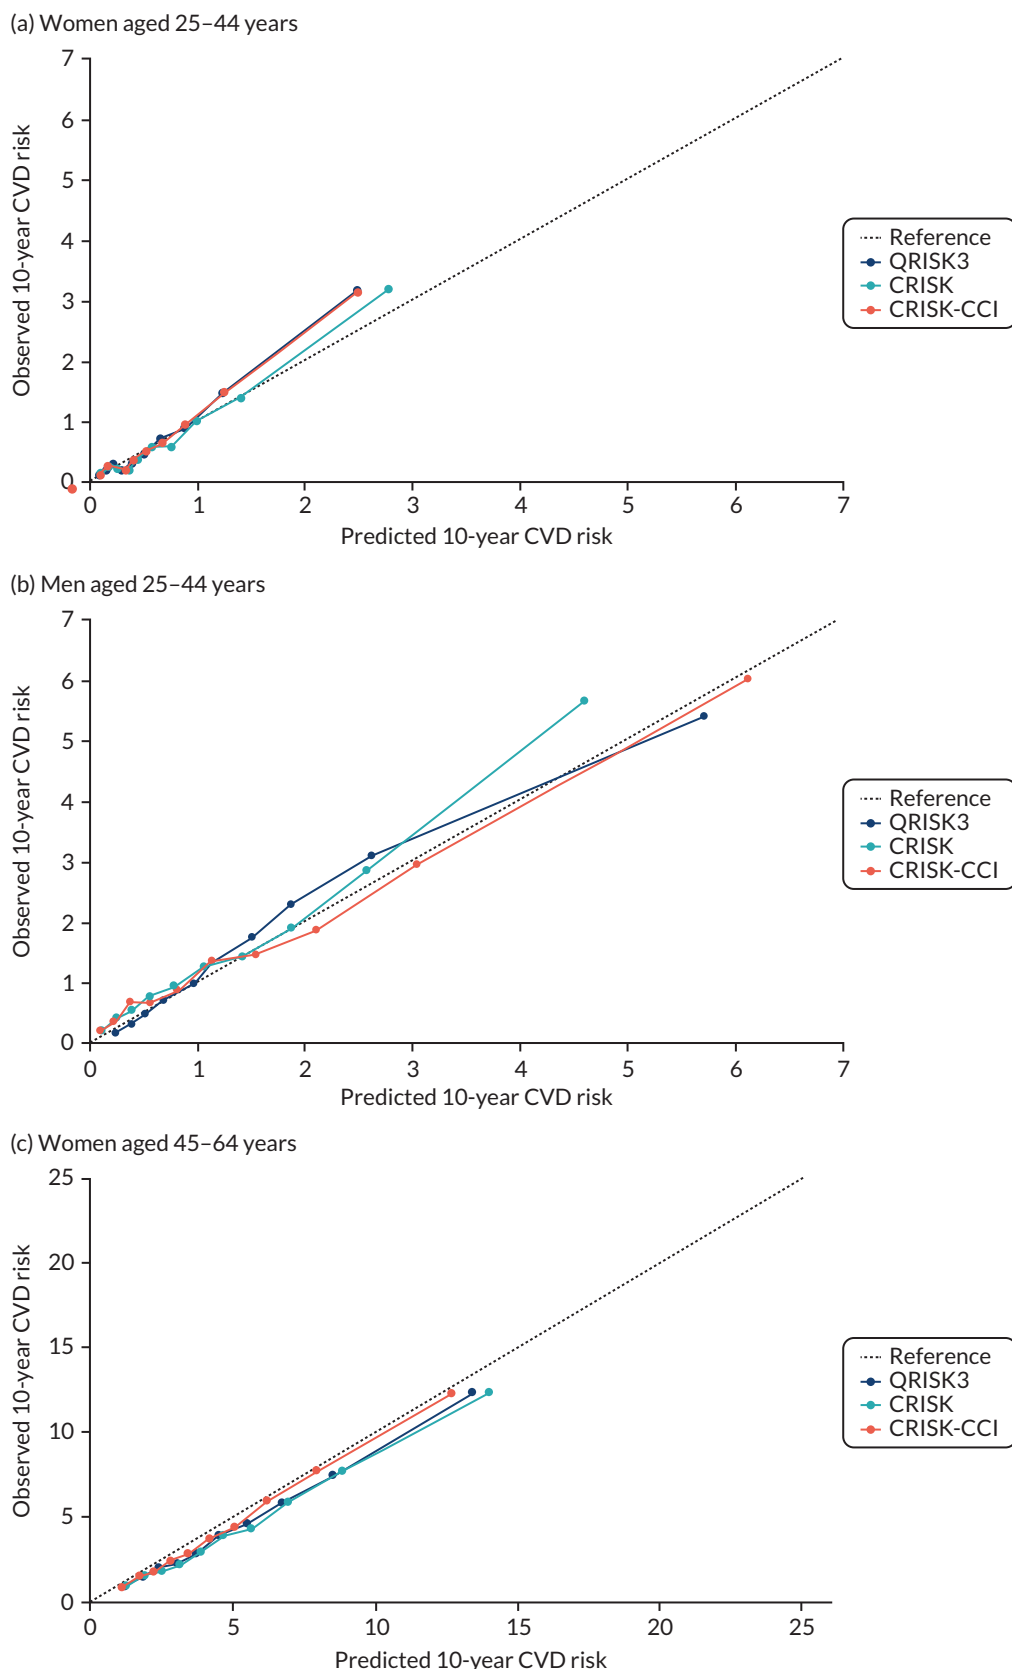 (a) Women aged 25–44 years
7
6
5
4
3
2
1
0
Observed 10-year CVD risk
0 1 2 3 4 5 6 7
Predicted 10-year CVD risk
Reference
QRISK3
CRISK
CRISK-CCI
(b) Men aged 25–44 years
7
6
5
4
3
2
1
0
Observed 10-year CVD risk
0 1 2 3 4 5 6 7
Predicted 10-year CVD risk
Reference
QRISK3
CRISK
CRISK-CCI
(c) Women aged 45–64 years
25
20
15
10
5
0
Observed 10-year CVD risk
0 5 10 15 20 25
Predicted 10-year CVD risk
Reference
QRISK3
CRISK
CRISK-CCI